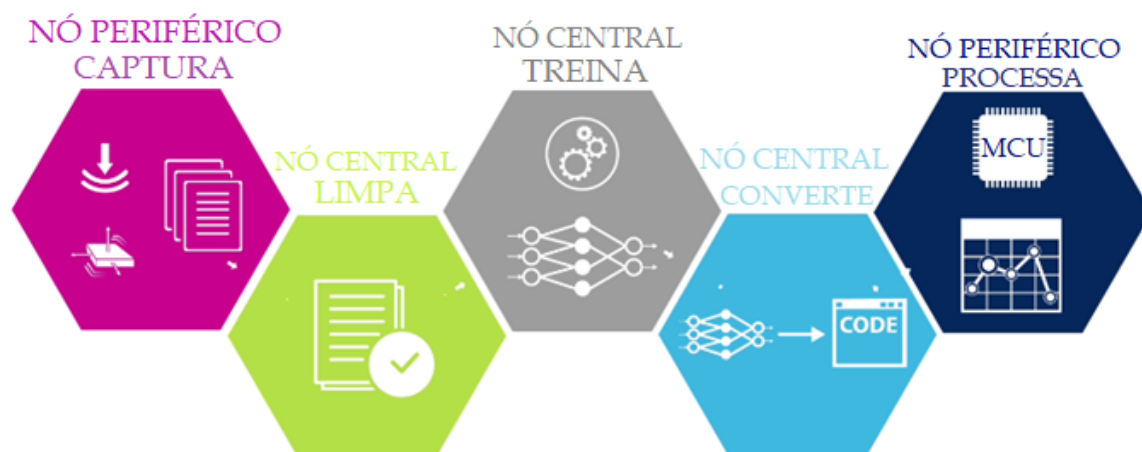 NÓ PERIFÉRICO
CAPTURA
NÓ CENTRAL
LIMPA
NÓ CENTRAL
TREINA
NÓ CENTRAL
CONVERTE
CODE
NÓ PERIFÉRICO
PROCESSA
MCU